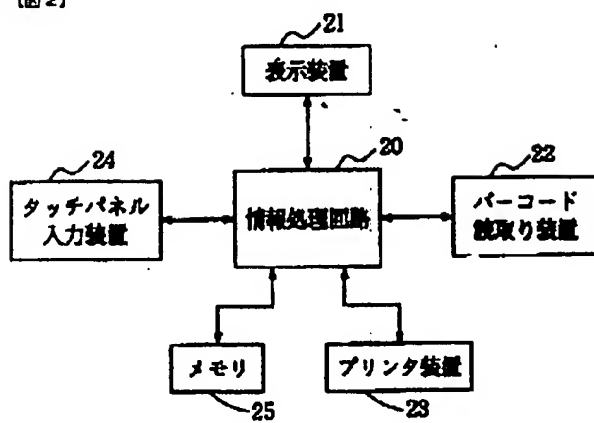 【図2】
21
表示装置
24
20
22
タッチパネル
入力装置
情報処理回路
バーコード
読取り装置
メモリ
プリンタ装置
25
23